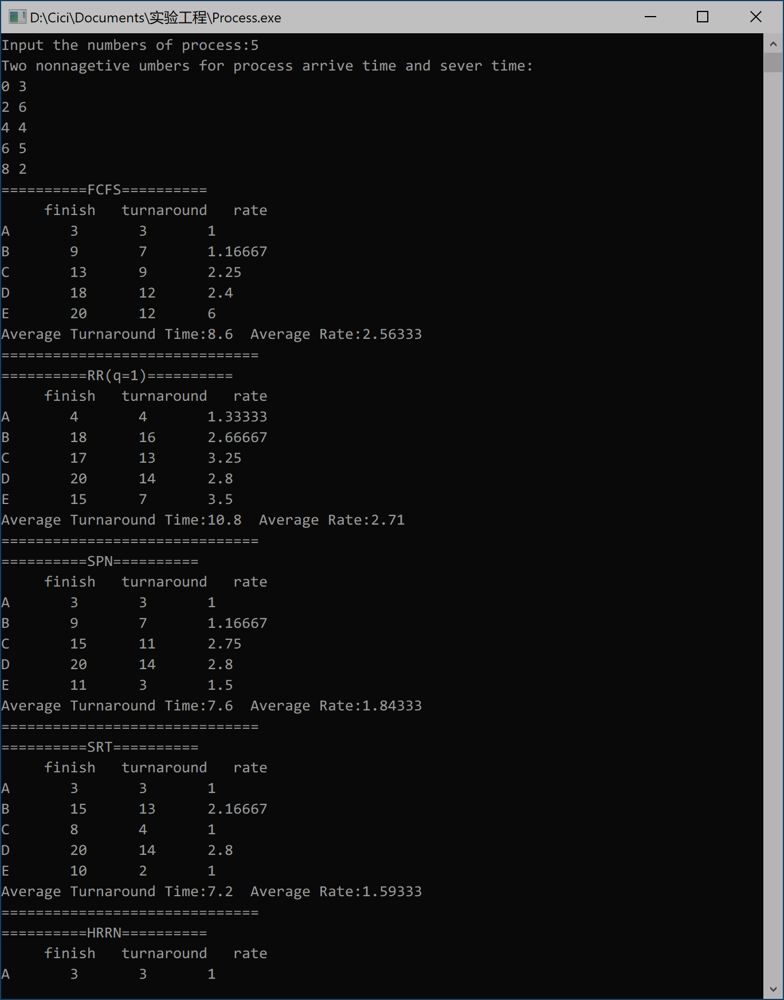 D:\Cici\Documents\实验工程\Process.exe
Input the numbers of process:5
Two nonnagetive umbers for process arrive time and sever time:
0 3
2 6
4 4
6 5
8 2
==========FCFS==========
     finish   turnaround   rate
A       3       3       1
B       9       7       1.16667
C       13      9       2.25
D       18      12      2.4
E       20      12      6
Average Turnaround Time:8.6  Average Rate:2.56333
==============================
==========RR(q=1)==========
     finish   turnaround   rate
A       4       4       1.33333
B       18      16      2.66667
C       17      13      3.25
D       20      14      2.8
E       15      7       3.5
Average Turnaround Time:10.8  Average Rate:2.71
==============================
==========SPN==========
     finish   turnaround   rate
A       3       3       1
B       9       7       1.16667
C       15      11      2.75
D       20      14      2.8
E       11      3       1.5
Average Turnaround Time:7.6  Average Rate:1.84333
==============================
==========SRT==========
     finish   turnaround   rate
A       3       3       1
B       15      13      2.16667
C       8       4       1
D       20      14      2.8
E       10      2       1
Average Turnaround Time:7.2  Average Rate:1.59333
==============================
==========HRRN==========
     finish   turnaround   rate
A       3       3       1